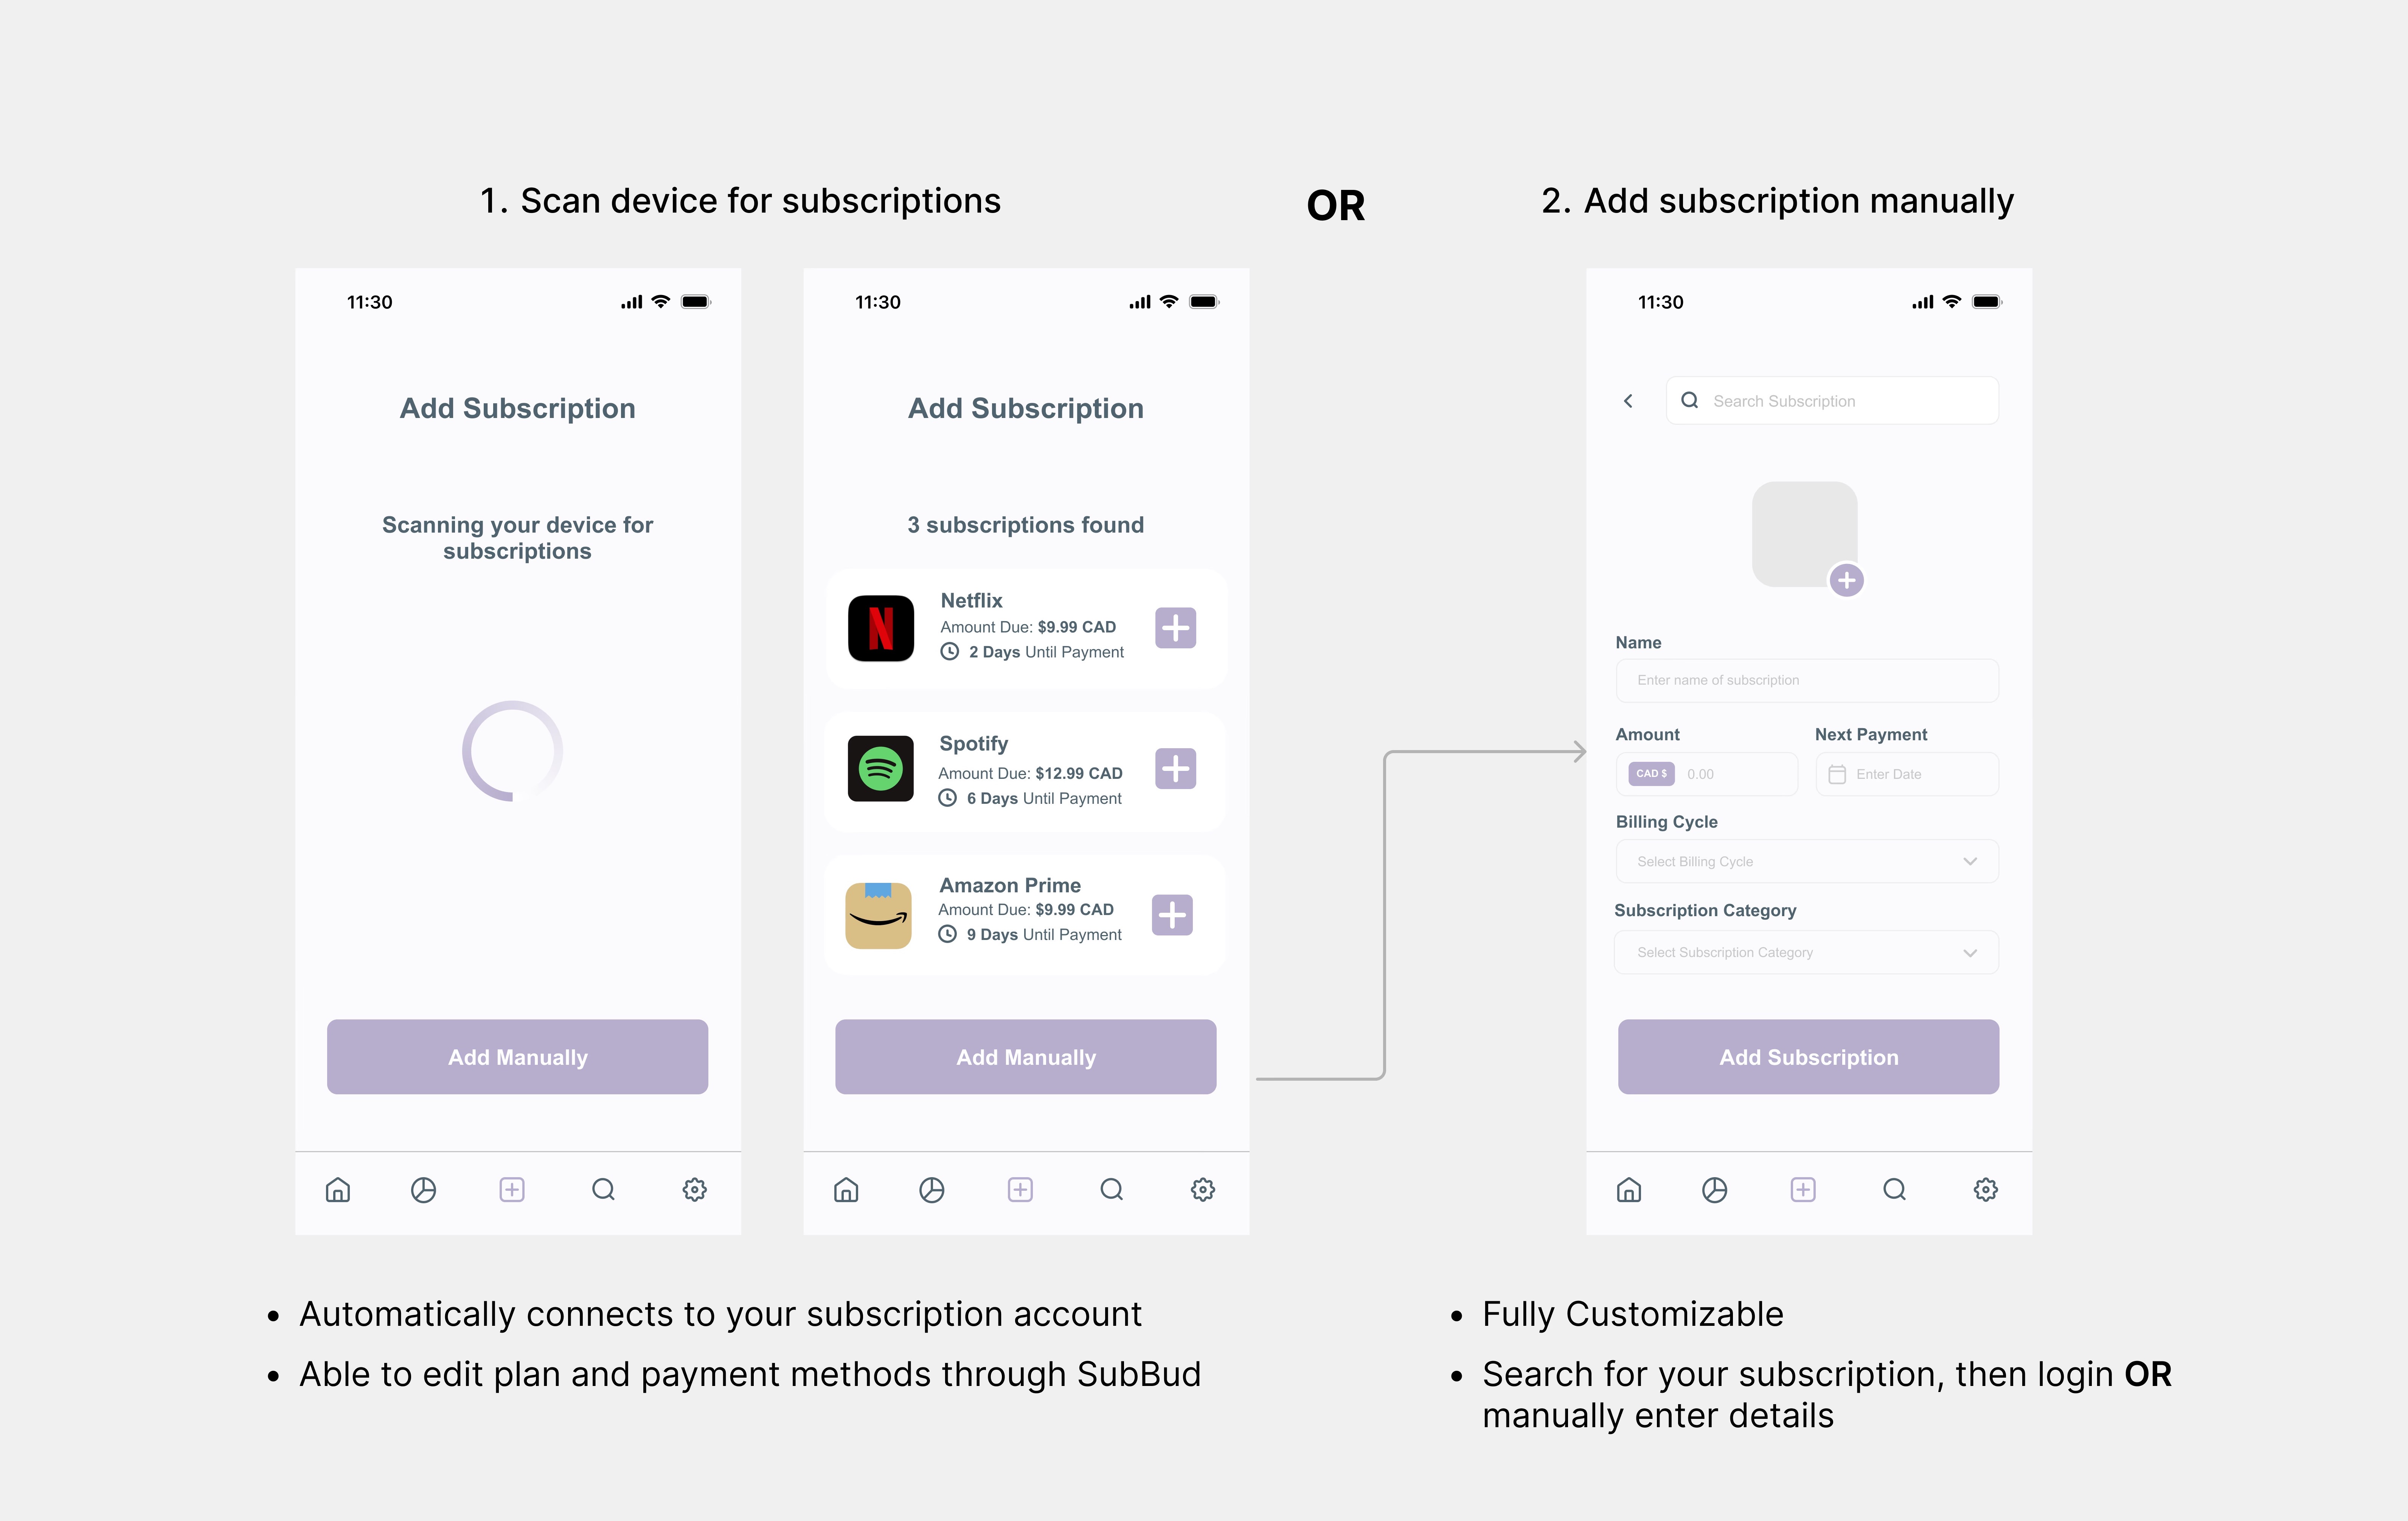 1. Scan device for subscriptions
OR
2. Add subscription manually
11:30
Add Subscription
Scanning your device for
subscriptions
Add Manually
11:30
Add Subscription
3 subscriptions found
N
Netflix
Amount Due: $9.99 CAD
2 Days Until Payment
Spotify
Amount Due: $12.99 CAD
6 Days Until Payment
Amazon Prime
Amount Due: $9.99 CAD
9 Days Until Payment
Add Manually
11:30
Search Subscription
Name
Enter name of subscription
Amount
CAD $ 0.00
Next Payment
Enter Date
Billing Cycle
Select Billing Cycle
Subscription Category
Select Subscription Category
Add Subscription
• Automatically connects to your subscription account
• Able to edit plan and payment methods through SubBud
• Fully Customizable
• Search for your subscription, then login OR
manually enter details